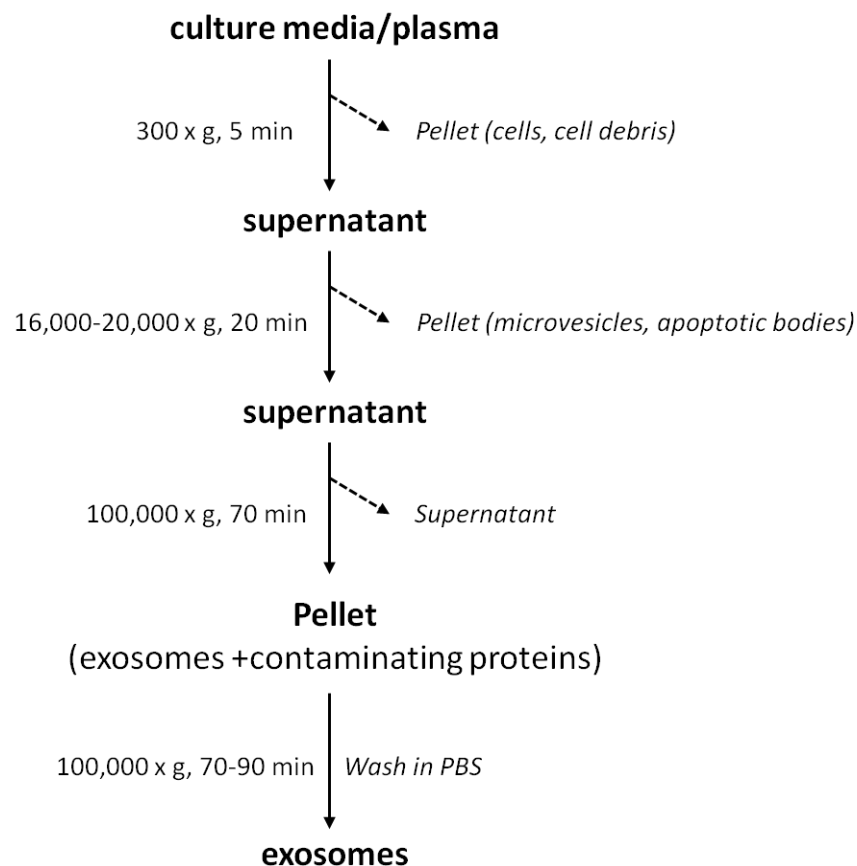 culture media/plasma
300 x g, 5 min
Pellet (cells, cell debris)
supernatant
16,000-20,000 x g, 20 min
Pellet (microvesicles, apoptotic bodies)
supernatant
100,000 x g, 70 min
Supernatant
Pellet
(exosomes +contaminating proteins)
100,000 x g, 70-90 min
Wash in PBS
exosomes